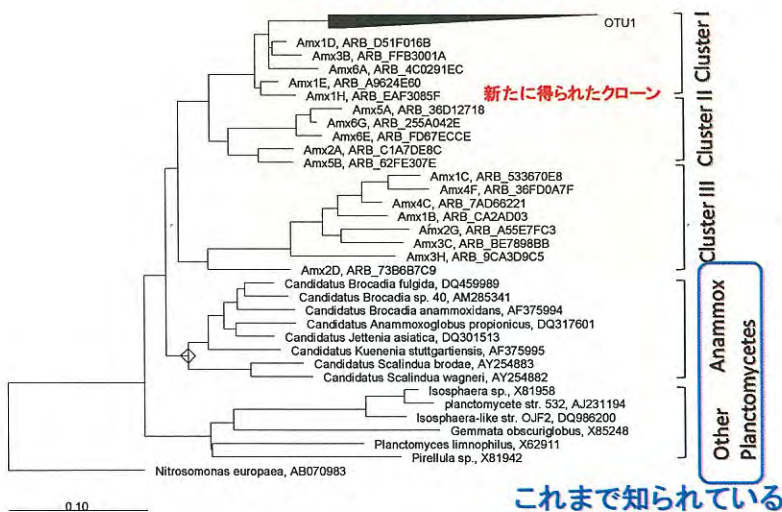 OTU1
Amx1D, ARB_D51F016B
Amx3B, ARB_FFB3001A
Amx6A, ARB_4C0291EC
Amx1E, ARB_A9624E60
Amx1H, ARB_EAF3085F
新たに得られたクローン
Amx5A, ARB_36D12718
Amx6G, ARB_255A042E
Amx6E, ARB_FD67ECCE
Amx2A, ARB_C1A7DE8C
Amx5B, ARB_62FE307E
Amx1C, ARB_533670E8
Amx4F, ARB_36FD0A7F
Amx4C, ARB_7AD66221
Amx1B, ARB_CA2AD03
Amx2G, ARB_A55E7FC3
Amx3C, ARB_BE7898BB
Amx3H, ARB_9CA3D9C5
Amx2D, ARB_73B6B7C9
Candidatus Brocadia fulgida, DQ459989
Candidatus Brocadia sp. 40, AM285341
Candidatus Brocadia anammoxidans, AF375994
Candidatus Anammoxoglobus propionicus, DQ317601
Candidatus Jettenia asiatica, DQ301513
Candidatus Kuenenia stuttgartiensis, AF375995
Candidatus Scalindua brodae, AY254883
Candidatus Scalindua wagneri, AY254882
Isosphaera sp., X81958
planctomycete str. 532, AJ231194
Isosphaera-like str. OJF2, DQ986200
Gemmata obscuriglobus, X85248
Planctomyces limnophilus, X62911
Pirellula sp., X81942
Nitrosomonas europaea, AB070983
0.10
Cluster I
Cluster II
Cluster III
Anammox
Other
Planctomycetes
これまで知られている